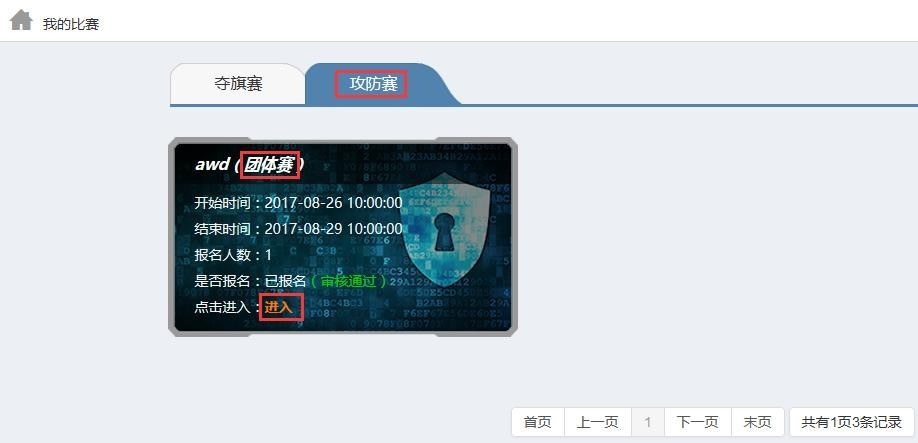 我的比赛
夺旗赛 攻防赛
awd ( 团体赛 )
开始时间：2017-08-26 10:00:00
结束时间：2017-08-29 10:00:00
报名人数：1
是否报名：已报名 ( 审核通过 )
点击进入：进入
首页 上一页 1 下一页 末页 共有1页3条记录